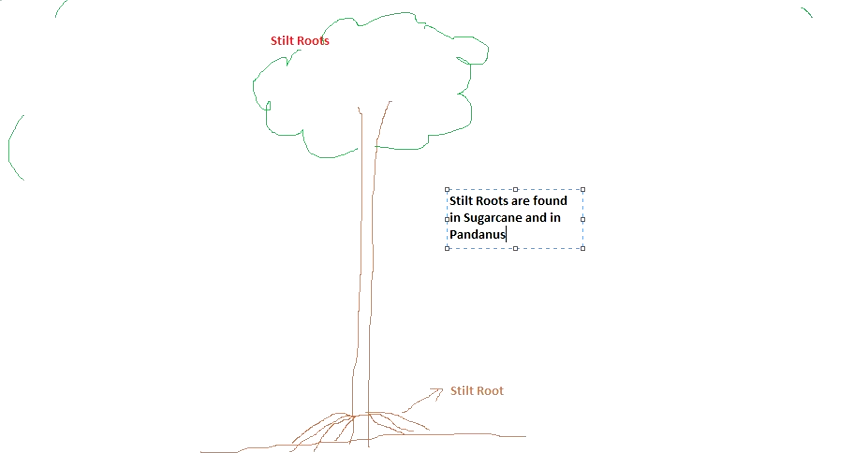 Stilt Roots
Stilt Roots are found
in Sugarcane and in
Pandanus
Stilt Root